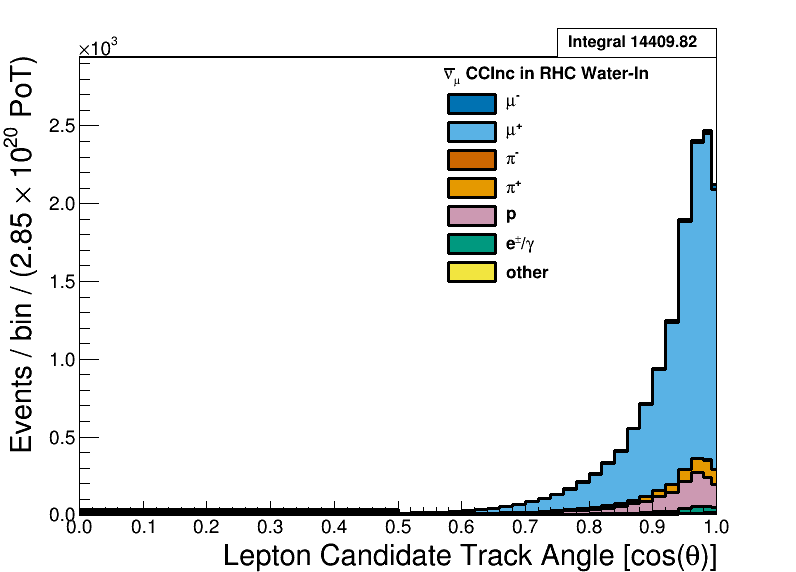 Integral 14409.82
×10³
ν̅μ CCInc in RHC Water-In
μ⁻
μ⁺
π⁻
π⁺
p
e±/γ
other
Events / bin / (2.85 × 10²⁰ PoT)
2.5
2.0
1.5
1.0
0.5
0.0
0.0 0.1 0.2 0.3 0.4 0.5 0.6 0.7 0.8 0.9 1.0
Lepton Candidate Track Angle [cos(θ)]